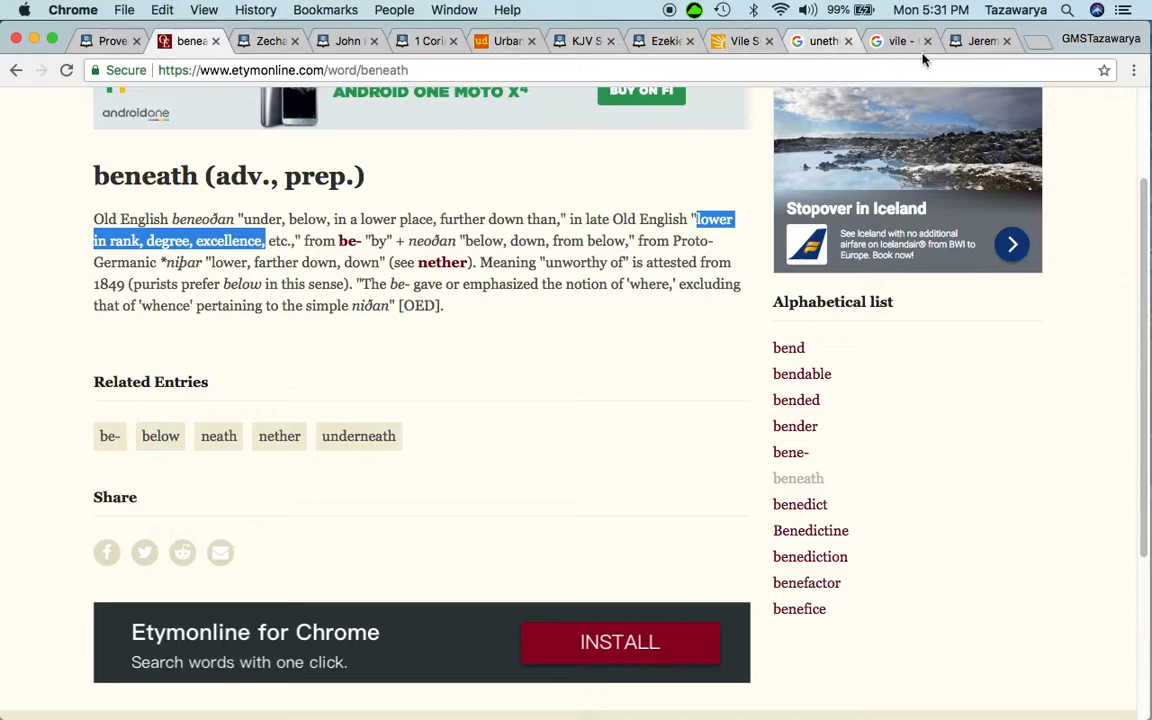 Chrome File Edit View History Bookmarks People Window Help 99% Mon 5:31 PM Tazawarya
Prove beneat Zecha John 1 Cori Urban KJV S Ezekie Vile Sy uneth vile - Jerem GMSTazawarya
Secure https://www.etymonline.com/word/beneath
androidone
ANDROID ONE MOTO X⁴
BUY ON FI
beneath (adv., prep.)
Old English beneoðan "under, below, in a lower place, further down than," in late Old English "lower
in rank, degree, excellence, etc.," from be- "by" + neoðan "below, down, from below," from Proto-
Germanic *niþar "lower, farther down, down" (see nether). Meaning "unworthy of" is attested from
1849 (purists prefer below in this sense). "The be- gave or emphasized the notion of 'where,' excluding
that of 'whence' pertaining to the simple niðan" [OED].
Related Entries
be- below neath nether underneath
Share
Etymonline for Chrome
Search words with one click.
INSTALL
Stopover in Iceland
See Iceland with no additional
airfare on Icelandair® from BWI to
Europe. Book now!
Alphabetical list
bend
bendable
bended
bender
bene-
beneath
benedict
Benedictine
benediction
benefactor
benefice